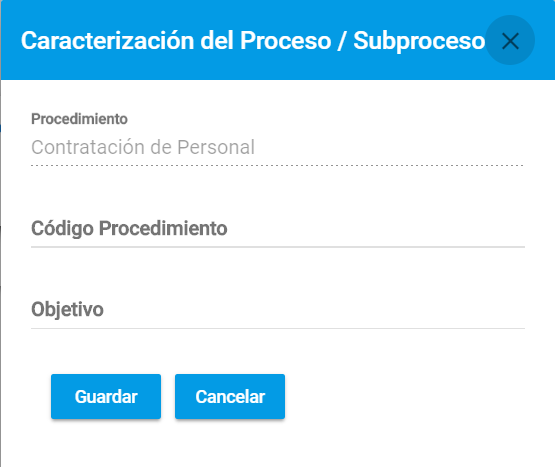 Caracterización del Proceso / Subproceso
Procedimiento
Contratación de Personal
Código Procedimiento
Objetivo
Guardar Cancelar